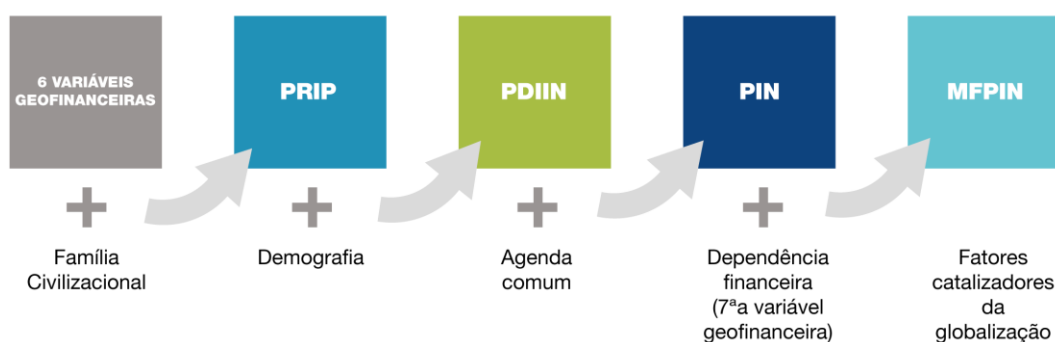 6 VARIÁVEIS
GEOFINANCEIRAS
PRIP
PDIIN
PIN
MFPIN
+
+
+
+
Família
Civilizacional
Demografia
Agenda
comum
Dependência
financeira
(7ªa variável
geofinanceira)
Fatores
catalizadores
da
globalização